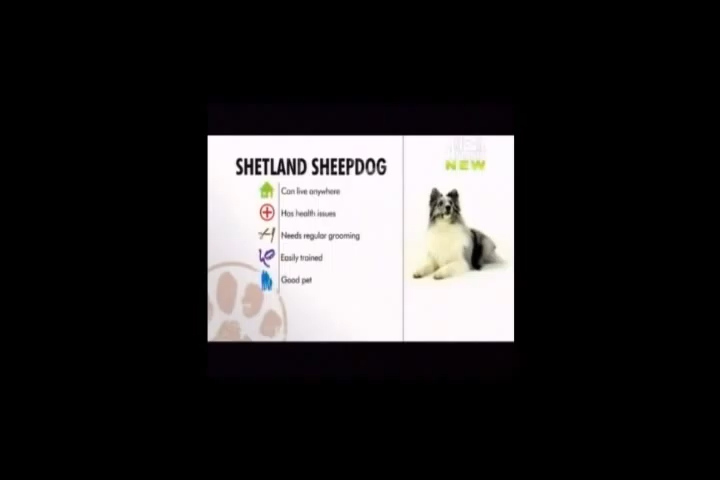 SHETLAND SHEEPDOG
Can live anywhere
Has health issues
Needs regular grooming
Easily trained
Good pet
NEW